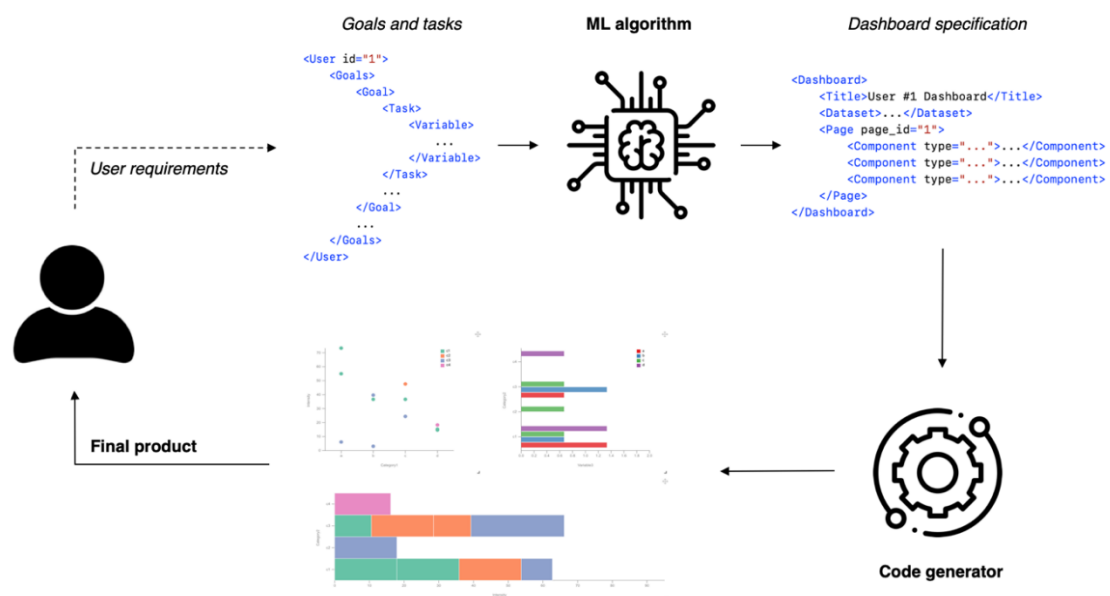 Goals and tasks
ML algorithm
Dashboard specification
<User id="1">
<Goals>
<Goal>
<Task>
<Variable>
...
</Variable>
</Task>
...
</Goal>
...
</Goals>
</User>
<Dashboard>
<Title>User #1 Dashboard</Title>
<Dataset>...</Dataset>
<Page page_id="1">
<Component type="...">...</Component>
<Component type="...">...</Component>
<Component type="...">...</Component>
</Page>
</Dashboard>
User requirements
Final product
Code generator